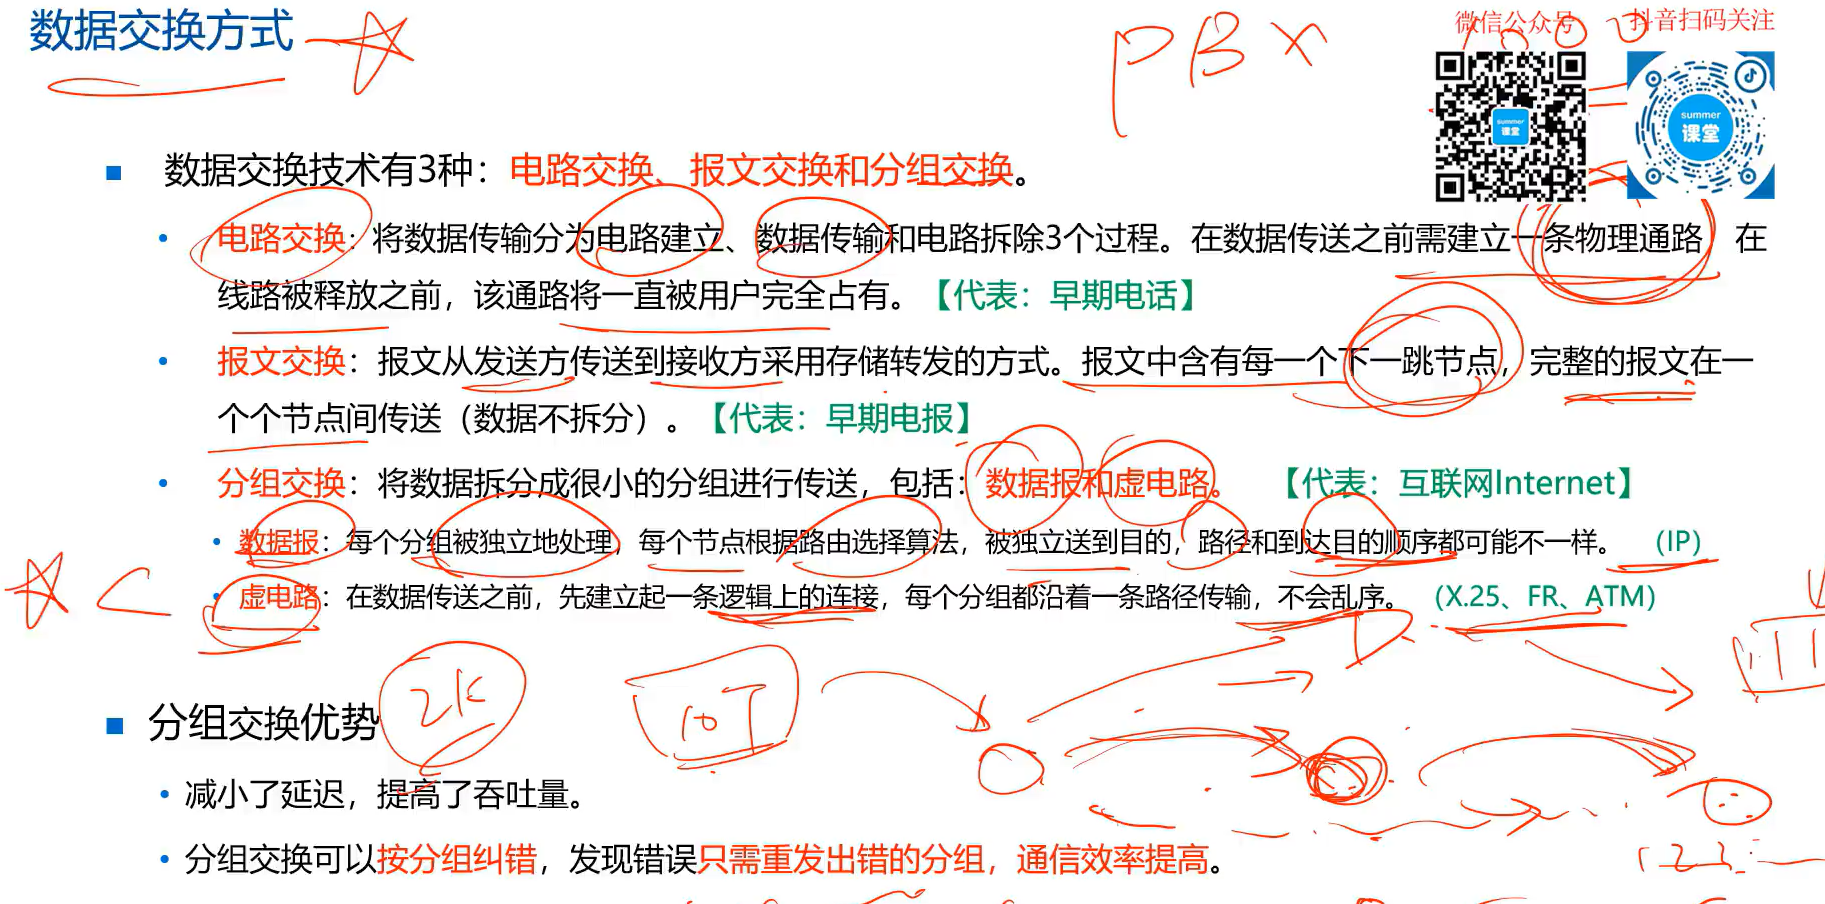 数据交换方式
PBX
微信公众号
抖音扫码关注
summer
课堂
summer
课堂
数据交换技术有3种：电路交换、报文交换和分组交换。
电路交换：将数据传输分为电路建立、数据传输和电路拆除3个过程。在数据传送之前需建立一条物理通路，在
线路被释放之前，该通路将一直被用户完全占有。【代表：早期电话】
报文交换：报文从发送方传送到接收方采用存储转发的方式。报文中含有每一个下一跳节点，完整的报文在一
个个节点间传送（数据不拆分）。【代表：早期电报】
分组交换：将数据拆分成很小的分组进行传送，包括：数据报和虚电路。【代表：互联网Internet】
数据报：每个分组被独立地处理，每个节点根据路由选择算法，被独立送到目的，路径和到达目的顺序都可能不一样。（IP）
虚电路：在数据传送之前，先建立起一条逻辑上的连接，每个分组都沿着一条路径传输，不会乱序。（X.25、FR、ATM）
2K
10T
分组交换优势
减小了延迟，提高了吞吐量。
分组交换可以按分组纠错，发现错误只需重发出错的分组，通信效率提高。